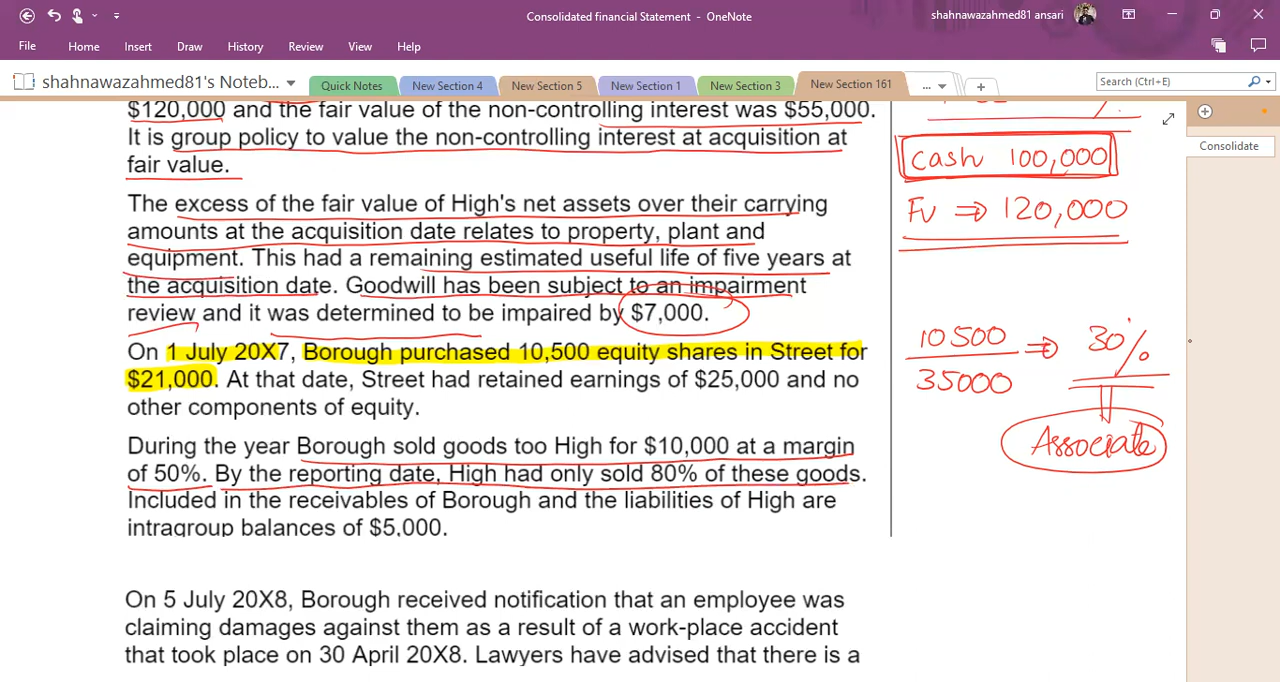 Consolidated financial Statement - OneNote
shahnawazahmed81 ansari
File Home Insert Draw History Review View Help
shahnawazahmed81's Noteb... Quick Notes New Section 4 New Section 5 New Section 1 New Section 3 New Section 161 ... Search (Ctrl+E)
Consolidate
$120,000 and the fair value of the non-controlling interest was $55,000.
It is group policy to value the non-controlling interest at acquisition at
fair value.
The excess of the fair value of High's net assets over their carrying
amounts at the acquisition date relates to property, plant and
equipment. This had a remaining estimated useful life of five years at
the acquisition date. Goodwill has been subject to an impairment
review and it was determined to be impaired by $7,000.
On 1 July 20X7, Borough purchased 10,500 equity shares in Street for
$21,000. At that date, Street had retained earnings of $25,000 and no
other components of equity.
During the year Borough sold goods too High for $10,000 at a margin
of 50%. By the reporting date, High had only sold 80% of these goods.
Included in the receivables of Borough and the liabilities of High are
intragroup balances of $5,000.
On 5 July 20X8, Borough received notification that an employee was
claiming damages against them as a result of a work-place accident
that took place on 30 April 20X8. Lawyers have advised that there is a
Cash 100,000
FV ⇒ 120,000
10500
35000
⇒ 30%
Associate